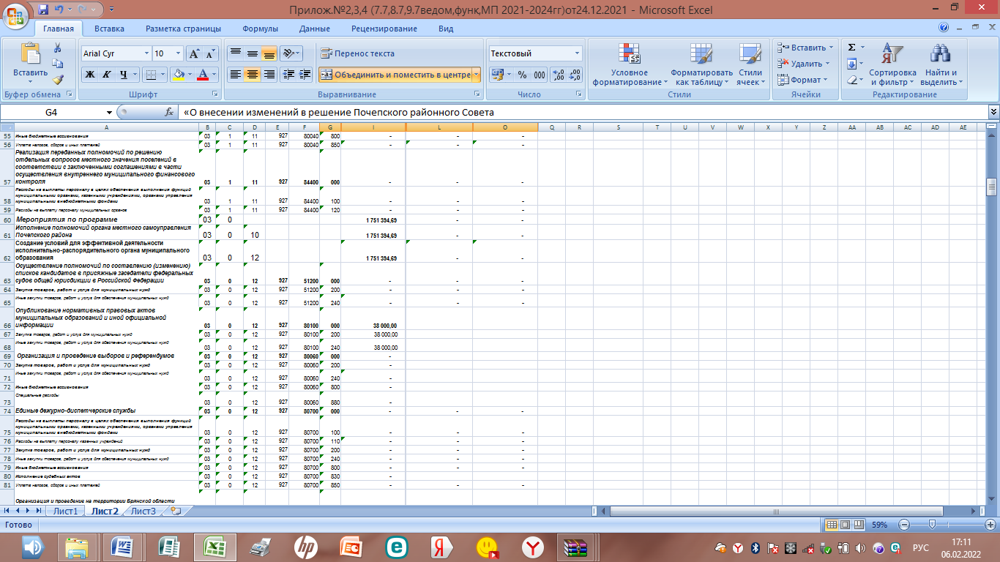 Прилож.№2,3,4 (7.7,8.7,9.7ведом,функ,МП 2021-2024гг)от24.12.2021 - Microsoft Excel
Главная Вставка Разметка страницы Формулы Данные Рецензирование Вид
Arial Cyr 10 Перенос текста Текстовый Вставить Σ
Вставить Ж К Ч А Объединить и поместить в центре % 000 Условное форматирование Форматировать как таблицу Стили ячеек Удалить Формат Сортировка и фильтр Найти и выделить
Буфер обмена Шрифт Выравнивание Число Стили Ячейки Редактирование
G4 fx «О внесении изменений в решение Почепского районного Совета
A B C D E F G I L O Q R S T U V W X Y Z AA AB AC AD AE
55 Иные бюджетные ассигнования 03 1 11 927 80040 800 - - -
56 Уплата налогов, сборов и иных платежей 03 1 11 927 80040 850 - - -
Реализация переданных полномочий по решению
отдельных вопросов местного значения поселений в
соответствии с заключенными соглашениями в части
осуществления внутреннего муниципального финансового
57 контроля 03 1 11 927 84400 000 - - -
Расходы на выплаты персоналу в целях обеспечения выполнения функций
муниципальными органами, казенными учреждениями, органами управления
58 муниципальными внебюджетными фондами 03 1 11 927 84400 100 - - -
59 Расходы на выплату персоналу муниципальных органов 03 1 11 927 84400 120 - - -
60 Мероприятия по программе 03 0 1 751 394,69 - -
Исполнение полномочий органа местного самоуправления
61 Почепского района 03 0 10 1 751 394,69 - -
Создание условий для эффективной деятельности
исполнительно-распорядительного органа муниципального
62 образования 03 0 12 1 751 394,69 - -
Осуществление полномочий по составлению (изменению)
списков кандидатов в присяжные заседатели федеральных
63 судов общей юрисдикции в Российской Федерации 03 0 12 927 51200 000 - - -
64 Закупка товаров, работ и услуг для муниципальных нужд 03 0 12 927 51200 200 - - -
65 Иные закупки товаров, работ и услуг для обеспечения муниципальных нужд 03 0 12 927 51200 240 - - -
Опубликование нормативных правовых актов
муниципальных образований и иной официальной
66 информации 03 0 12 927 80100 000 38 000,00
67 Закупка товаров, работ и услуг для муниципальных нужд 03 0 12 927 80100 200 38 000,00
68 Иные закупки товаров, работ и услуг для обеспечения муниципальных нужд 03 0 12 927 80100 240 38 000,00
69 Организация и проведение выборов и референдумов 03 0 12 927 80060 000 -
70 Закупка товаров, работ и услуг для муниципальных нужд 03 0 12 927 80060 200 -
71 Иные закупки товаров, работ и услуг для обеспечения муниципальных нужд 03 0 12 927 80060 240 -
72 Иные бюджетные ассигнования 03 0 12 927 80060 800 -
73 Специальные расходы 03 0 12 927 80060 880 -
74 Единые дежурно-диспетчерские службы 03 0 12 927 80700 000 - - -
Расходы на выплаты персоналу в целях обеспечения выполнения функций
муниципальными органами, казенными учреждениями, органами управления
75 муниципальными внебюджетными фондами 03 0 12 927 80700 100 - - -
76 Расходы на выплату персоналу казенных учреждений 03 0 12 927 80700 110 - - -
77 Закупка товаров, работ и услуг для муниципальных нужд 03 0 12 927 80700 200 - - -
78 Иные закупки товаров, работ и услуг для обеспечения муниципальных нужд 03 0 12 927 80700 240 - - -
79 Иные бюджетные ассигнования 03 0 12 927 80700 800 - - -
80 Исполнение судебных актов 03 0 12 927 80700 830 - - -
81 Уплата налогов, сборов и иных платежей 03 0 12 927 80700 850 - - -
Организация и проведение на территории Брянской области
Лист1 Лист2 Лист3
Готово 59%
РУС 17:11
06.02.2022